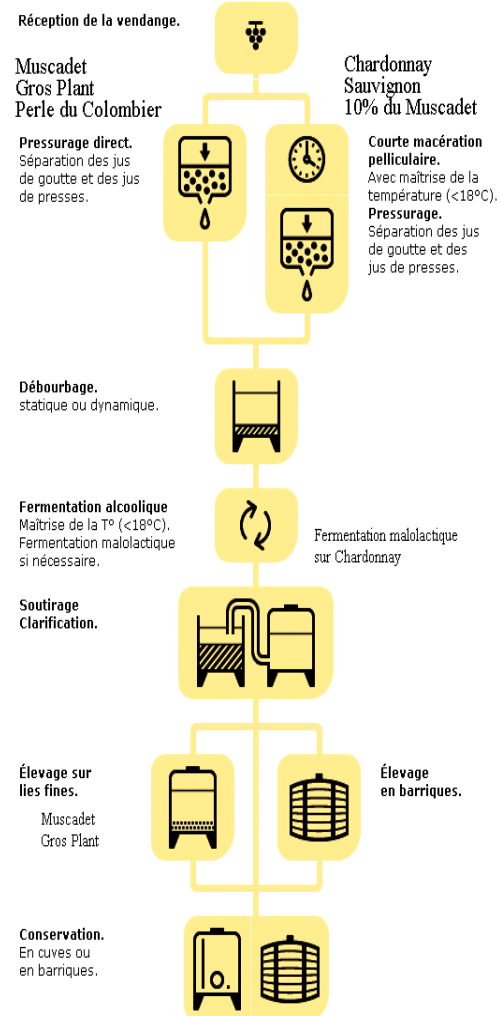 Réception de la vendange.
Muscadet
Gros Plant
Perle du Colombier
Chardonnay
Sauvignon
10% du Muscadet
Pressurage direct.
Séparation des jus
de goutte et des jus
de presses.
Courte macération
pelliculaire.
Avec maîtrise de la
température (<18ºC).
Pressurage.
Séparation des jus
de goutte et des
jus de presses.
Débourbage.
statique ou dynamique.
Fermentation alcoolique
Maîtrise de la Tº (<18ºC).
Fermentation malolactique
si nécessaire.
Fermentation malolactique
sur Chardonnay
Soutirage
Clarification.
Élevage sur
lies fines.
Muscadet
Gros Plant
Élevage
en barriques.
Conservation.
En cuves ou
en barriques.